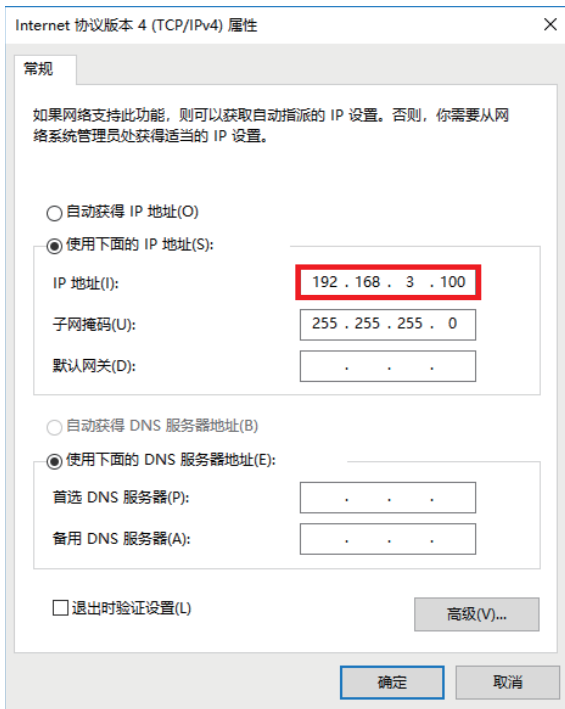 Internet 协议版本 4 (TCP/IPv4) 属性
常规
如果网络支持此功能，则可以获取自动指派的 IP 设置。否则，你需要从网
络系统管理员处获得适当的 IP 设置。
自动获得 IP 地址(O)
使用下面的 IP 地址(S):
IP 地址(I):
192 . 168 . 3 . 100
子网掩码(U):
255 . 255 . 255 . 0
默认网关(D):
. . .
自动获得 DNS 服务器地址(B)
使用下面的 DNS 服务器地址(E):
首选 DNS 服务器(P):
. . .
备用 DNS 服务器(A):
. . .
退出时验证设置(L)
高级(V)...
确定
取消